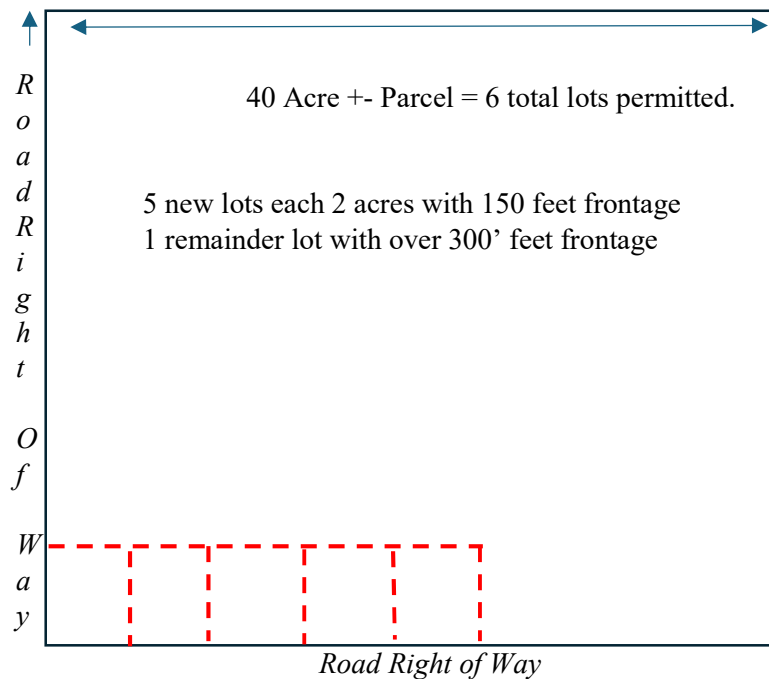 40 Acre +- Parcel = 6 total lots permitted.
5 new lots each 2 acres with 150 feet frontage
1 remainder lot with over 300’ feet frontage
Road Right Of Way
Road Right of Way